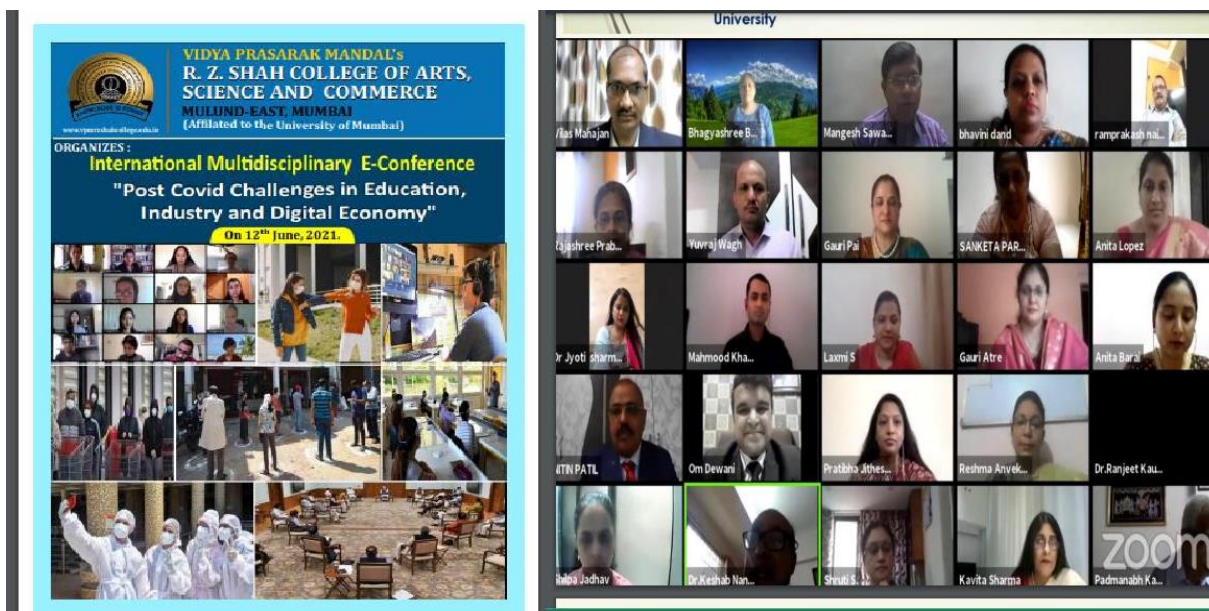 VIDYA PRASARAK MANDAL's
R. Z. SHAH COLLEGE OF ARTS,
SCIENCE AND COMMERCE
MULUND-EAST, MUMBAI
(Affilated to the University of Mumbai)
ORGANIZES :
International Multidisciplinary E-Conference
"Post Covid Challenges in Education,
Industry and Digital Economy"
On 12th June, 2021.
University
Vilas Mahajan
Bhagyashree B...
Mangesh Sawa...
bhavini dand
ramprakash nai...
Rajashree Prab...
Yuvraj Wagh
Gauri Pai
SANKETA PAR...
Anita Lopez
Dr Jyoti sharm...
Mahmood Kha...
Laxmi S
Gauri Atre
Anita Baral
NITIN PATIL
Om Dewani
Pratibha Jithes...
Reshma Anvek...
Dr.Ranjeet Kau...
Shilpa Jadhav
Dr.Keshab Nan...
Shruti S...
Kavita Sharma
Padmanabh Ka...
zoom